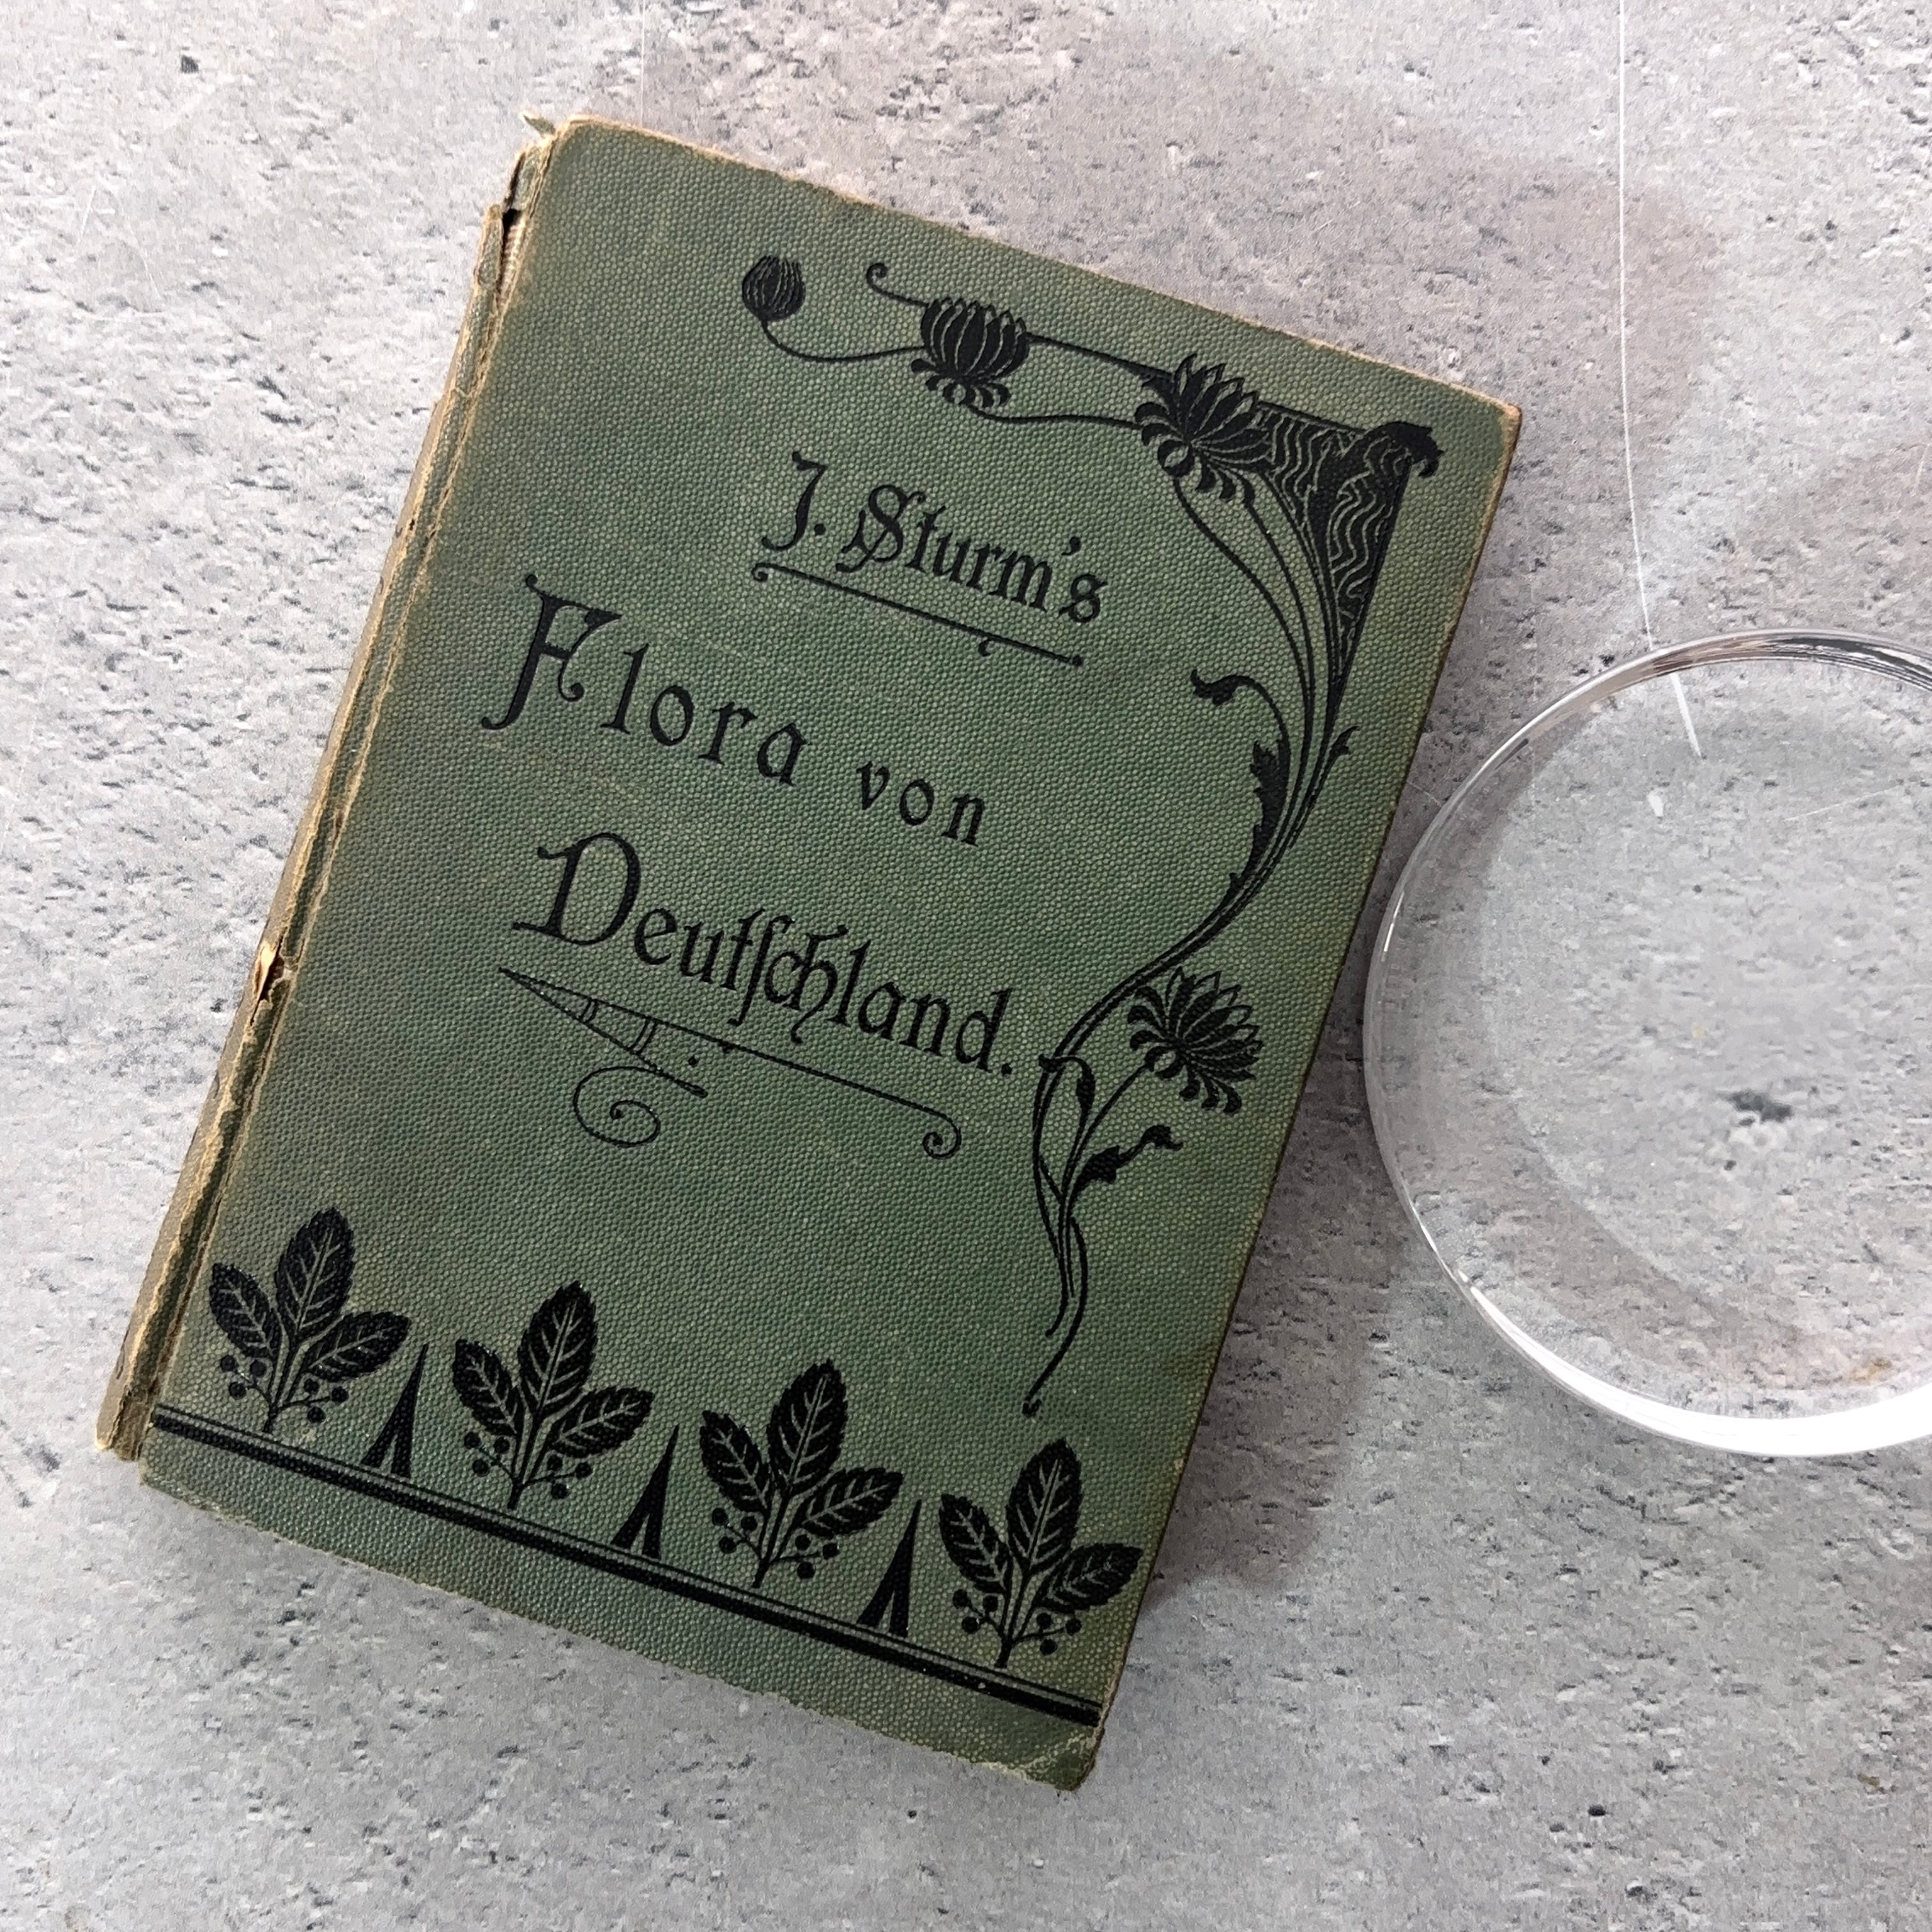 J. Sturm's
Flora von
Deutſchland.